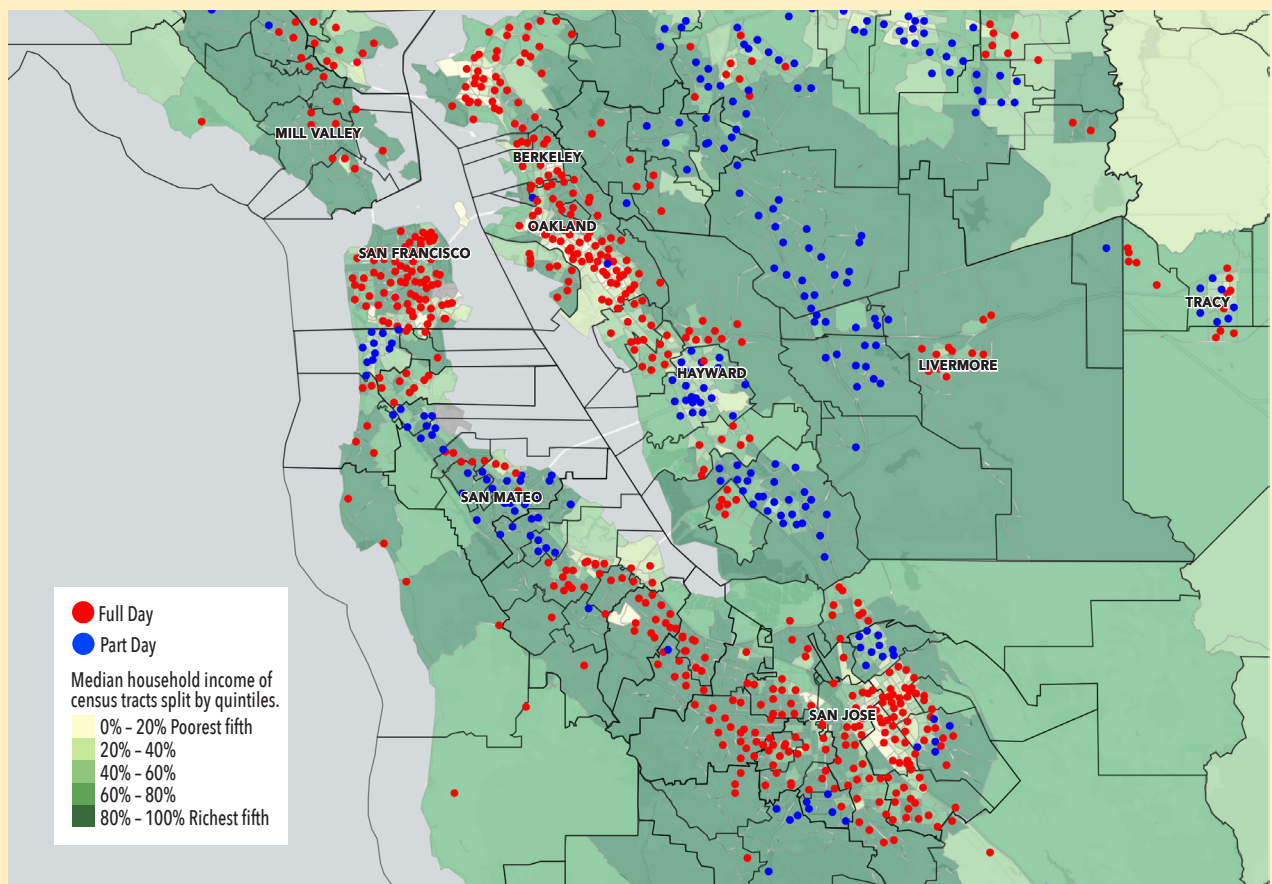 MILL VALLEY
BERKELEY
OAKLAND
SAN FRANCISCO
TRACY
HAYWARD
LIVERMORE
SAN MATEO
SAN JOSE
Full Day
Part Day
Median household income of
census tracts split by quintiles.
0% – 20% Poorest fifth
20% – 40%
40% – 60%
60% – 80%
80% – 100% Richest fifth